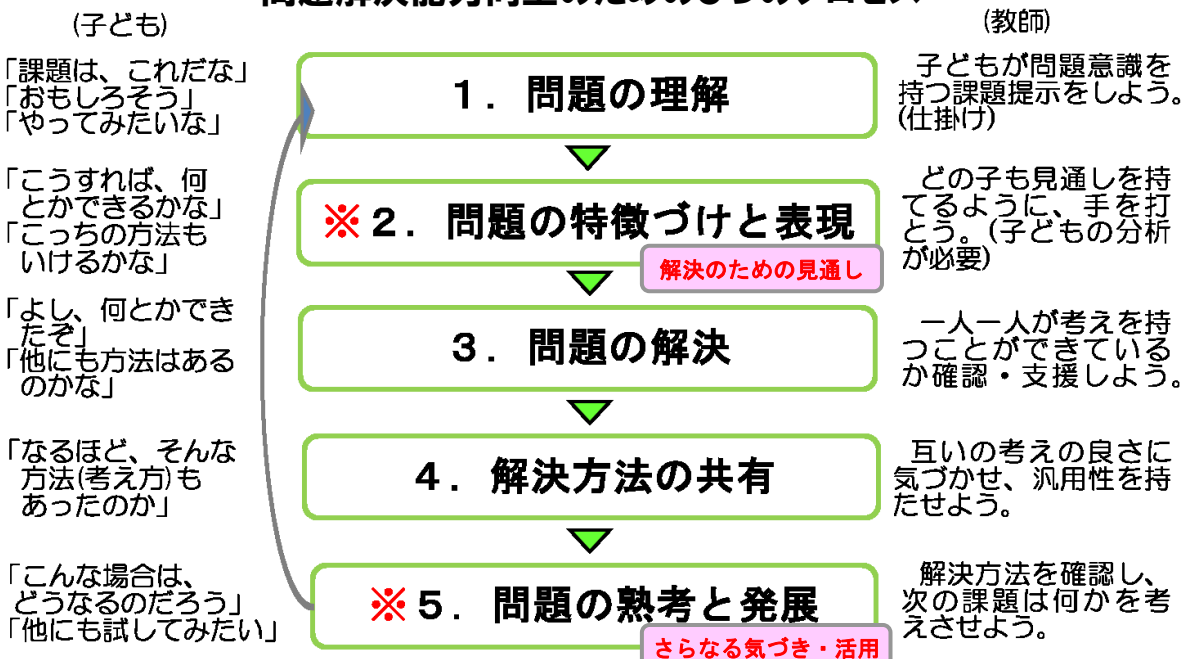 (子ども)
(教師)
「課題は、これだな」
「おもしろそう」
「やってみたいな」
1．問題の理解
子どもが問題意識を
持つ課題提示をしよう。
(仕掛け)
「こうすれば、何
とかできるかな」
「こっちの方法も
いけるかな」
※2．問題の特徴づけと表現
解決のための見通し
どの子も見通しを持
てるように、手を打
とう。(子どもの分析
が必要)
「よし、何とかでき
たぞ」
「他にも方法はある
のかな」
3．問題の解決
一人一人が考えを持
つことができている
か確認・支援しよう。
「なるほど、そんな
方法(考え方)も
あったのか」
4．解決方法の共有
互いの考えの良さに
気づかせ、汎用性を持
たせよう。
「こんな場合は、
どうなるのだろう」
「他にも試してみたい」
※5．問題の熟考と発展
さらなる気づき・活用
解決方法を確認し、
次の課題は何かを考
えさせよう。